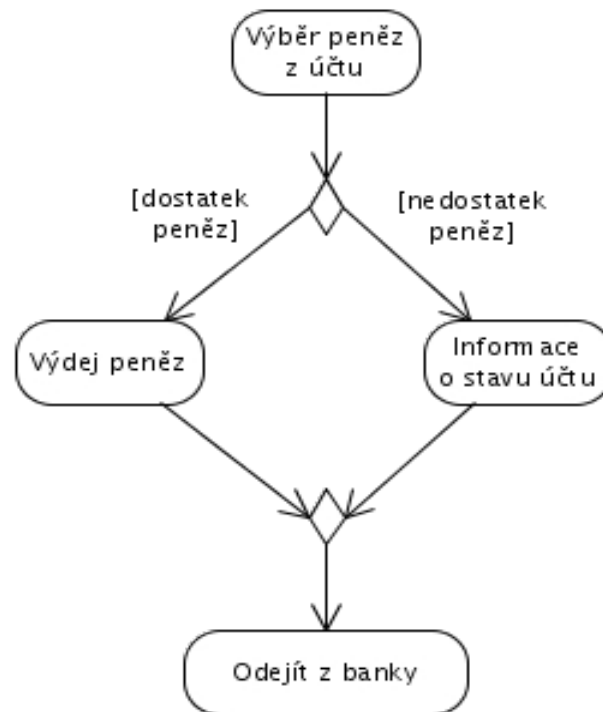 Výběr peněz
z účtu
[dostatek
peněz]
[nedostatek
peněz]
Výdej peněz
Informace
o stavu účtu
Odejít z banky